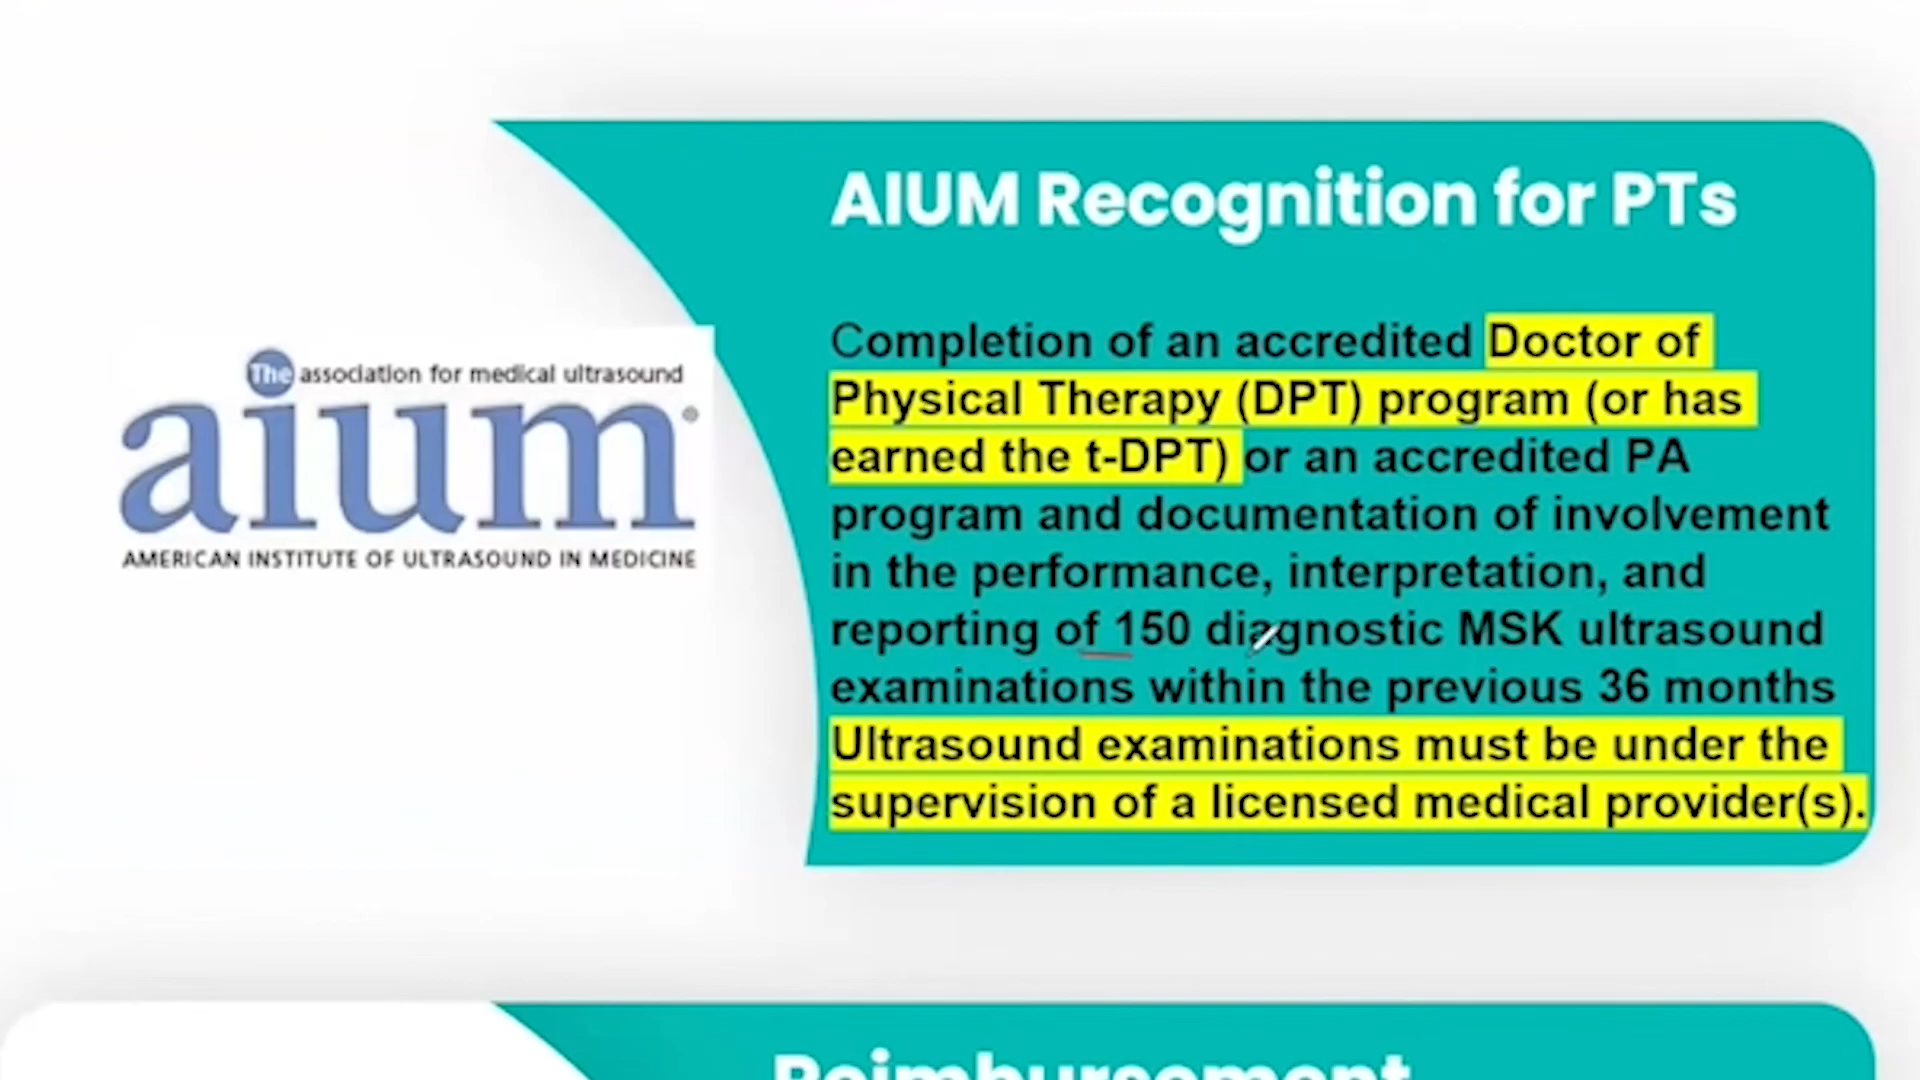 AIUM Recognition for PTs
The association for medical ultrasound
aium®
AMERICAN INSTITUTE OF ULTRASOUND IN MEDICINE
Completion of an accredited Doctor of
Physical Therapy (DPT) program (or has
earned the t-DPT) or an accredited PA
program and documentation of involvement
in the performance, interpretation, and
reporting of 150 diagnostic MSK ultrasound
examinations within the previous 36 months
Ultrasound examinations must be under the
supervision of a licensed medical provider(s).
Reimbursement